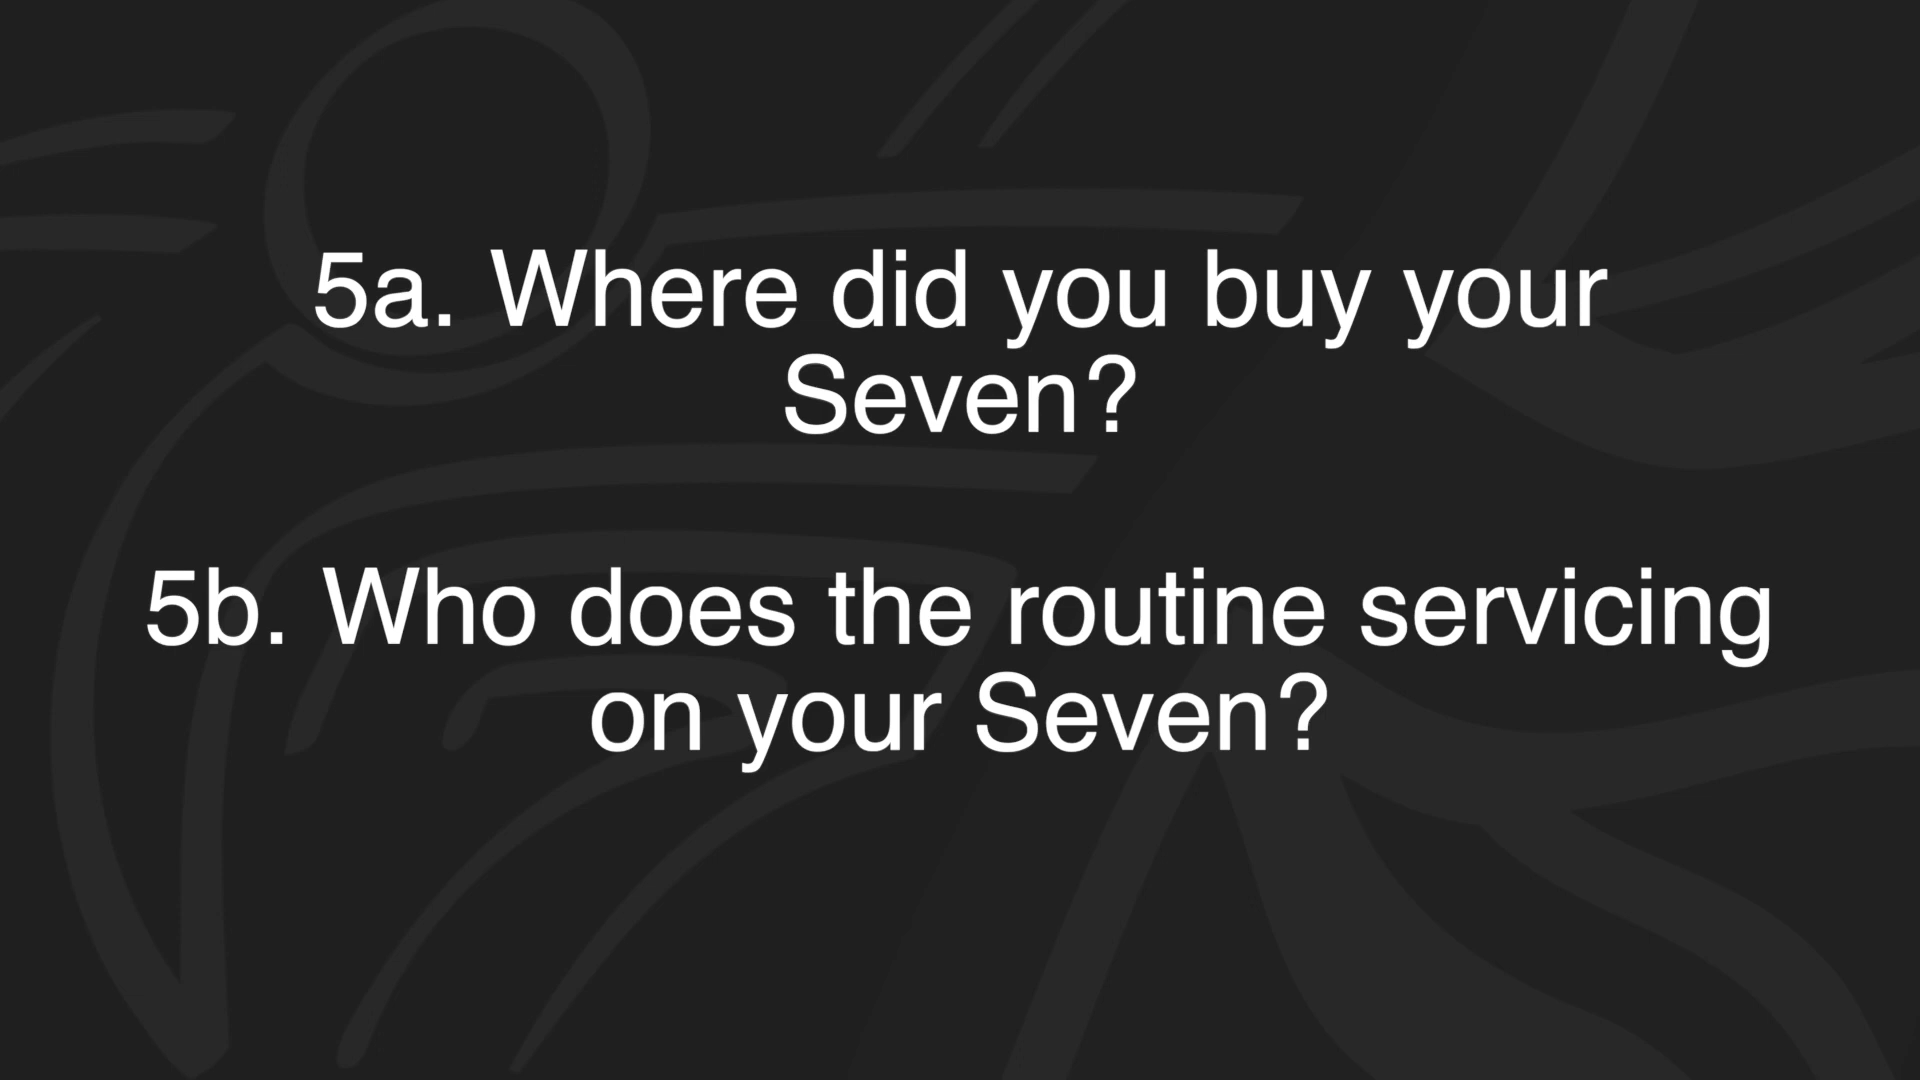 5a. Where did you buy your
Seven?
5b. Who does the routine servicing
on your Seven?